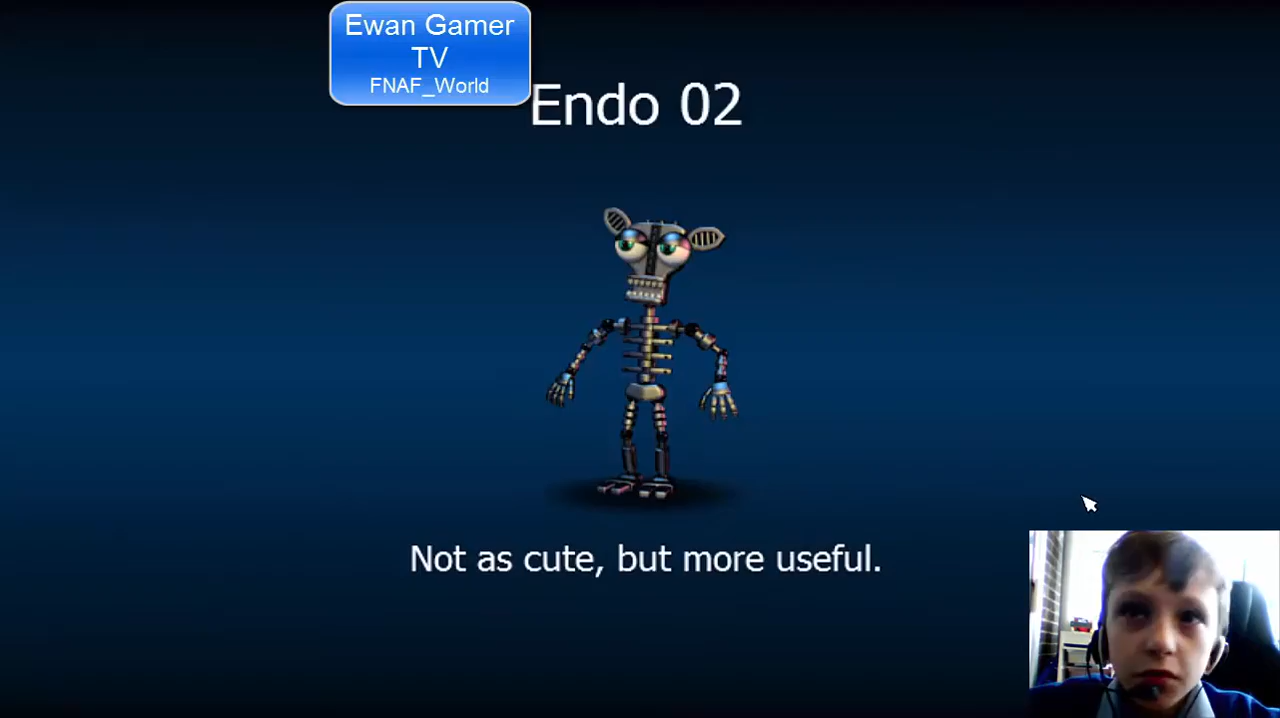 Ewan Gamer
TV
FNAF_World
Endo 02
Not as cute, but more useful.